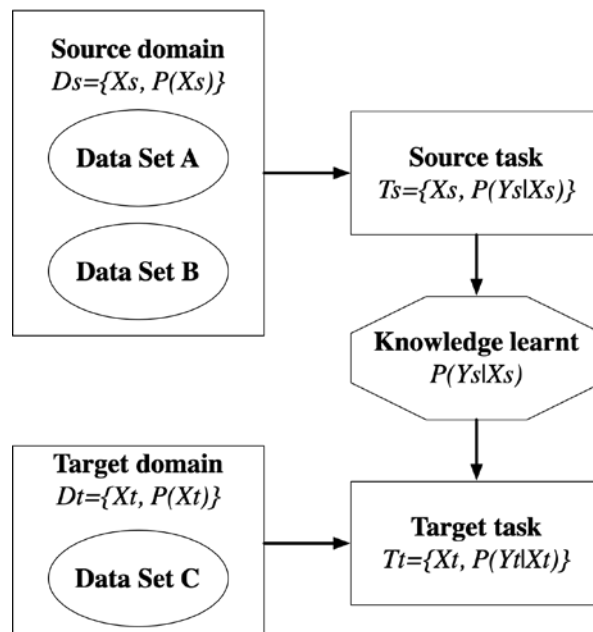 Source domain
Ds={Xs, P(Xs)}
Data Set A
Data Set B
Source task
Ts={Xs, P(Ys|Xs)}
Knowledge learnt
P(Ys|Xs)
Target domain
Dt={Xt, P(Xt)}
Data Set C
Target task
Tt={Xt, P(Yt|Xt)}